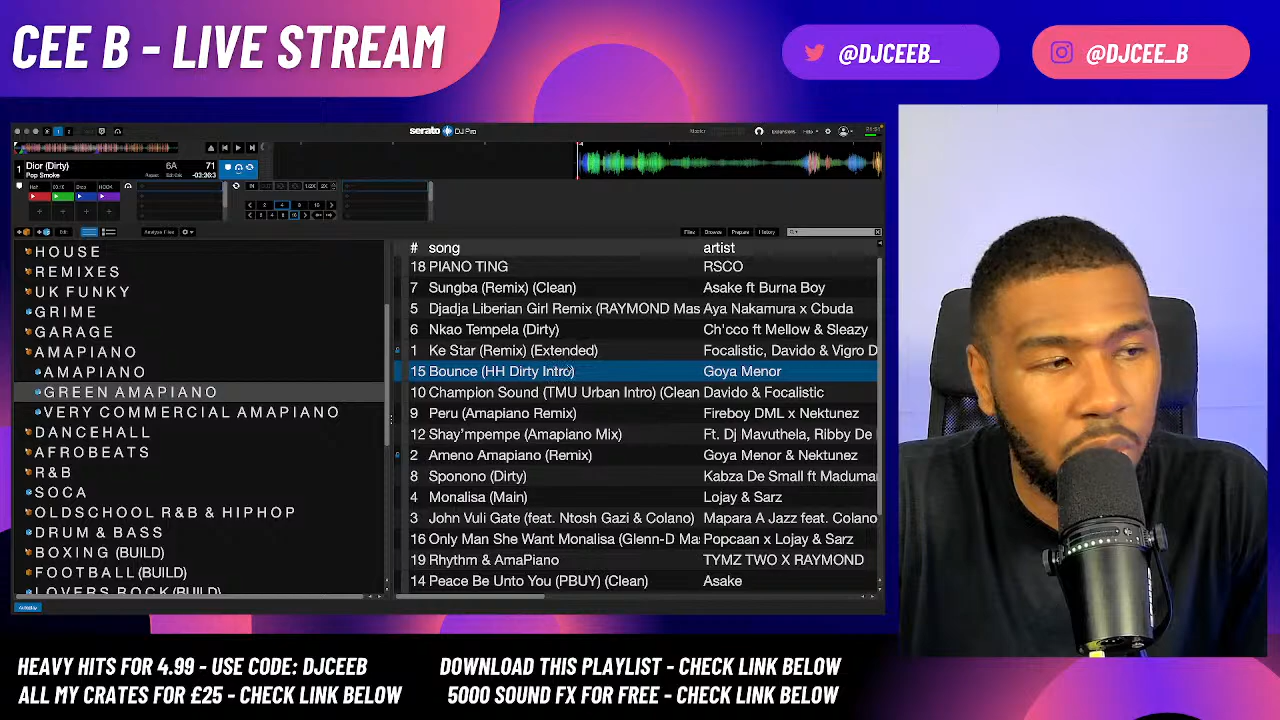 CEE B - LIVE STREAM
@DJCEEB_
@DJCEE_B
serato DJ Pro
Dior (Dirty)
Pop Smoke
6A
71
HOUSE
REMIXES
UK FUNKY
GRIME
GARAGE
AMAPIANO
AMAPIANO
GREEN AMAPIANO
VERY COMMERCIAL AMAPIANO
DANCEHALL
AFROBEATS
R&B
SOCA
OLDSCHOOL R&B & HIPHOP
DRUM & BASS
BOXING (BUILD)
FOOTBALL(BUILD)
LOVERS ROCK(BUILD)
# song artist
18 PIANO TING RSCO
7 Sungba (Remix) (Clean) Asake ft Burna Boy
5 Djadja Liberian Girl Remix (RAYMOND Mas Aya Nakamura x Cbuda
6 Nkao Tempela (Dirty) Ch'cco ft Mellow & Sleazy
1 Ke Star (Remix) (Extended) Focalistic, Davido & Vigro D
15 Bounce (HH Dirty Intro) Goya Menor
10 Champion Sound (TMU Urban Intro) (Clean Davido & Focalistic
9 Peru (Amapiano Remix) Fireboy DML x Nektunez
12 Shay'mpempe (Amapiano Mix) Ft. Dj Mavuthela, Ribby De
2 Ameno Amapiano (Remix) Goya Menor & Nektunez
8 Sponono (Dirty) Kabza De Small ft Maduma
4 Monalisa (Main) Lojay & Sarz
3 John Vuli Gate (feat. Ntosh Gazi & Colano) Mapara A Jazz feat. Colano
16 Only Man She Want Monalisa (Glenn-D Ma Popcaan x Lojay & Sarz
19 Rhythm & AmaPiano TYMZ TWO X RAYMOND
14 Peace Be Unto You (PBUY) (Clean) Asake
HEAVY HITS FOR 4.99 - USE CODE: DJCEEB
ALL MY CRATES FOR £25 - CHECK LINK BELOW
DOWNLOAD THIS PLAYLIST - CHECK LINK BELOW
5000 SOUND FX FOR FREE - CHECK LINK BELOW